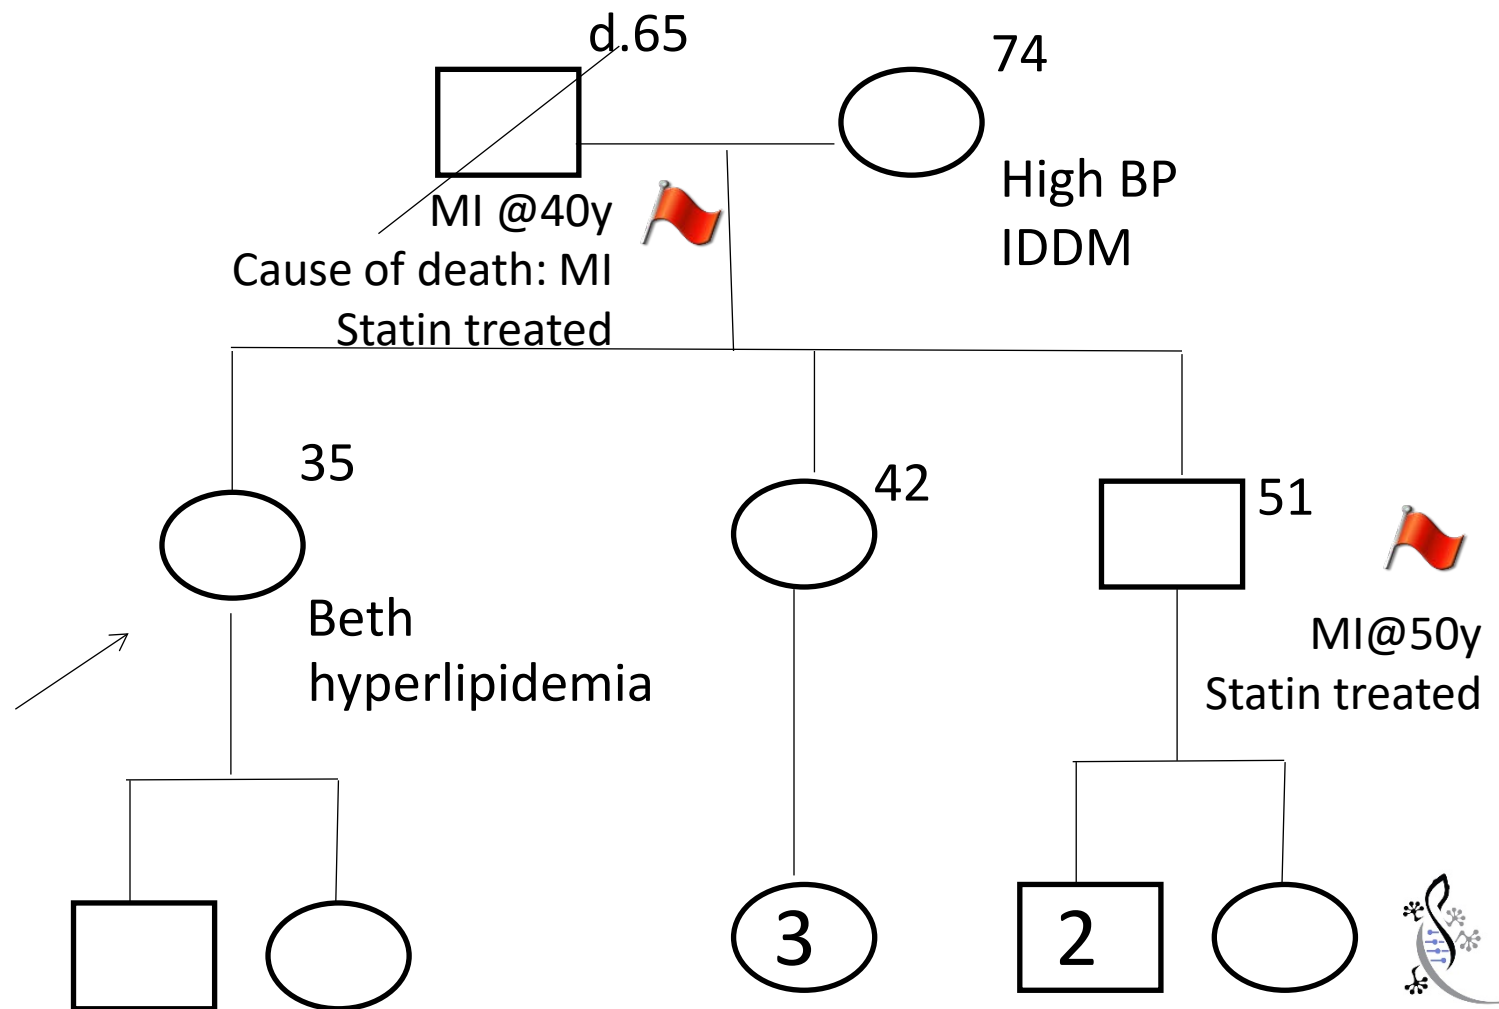 d.65
74
MI @40y
Cause of death: MI
Statin treated
High BP
IDDM
35
42
51
Beth
hyperlipidemia
MI@50y
Statin treated
3
2